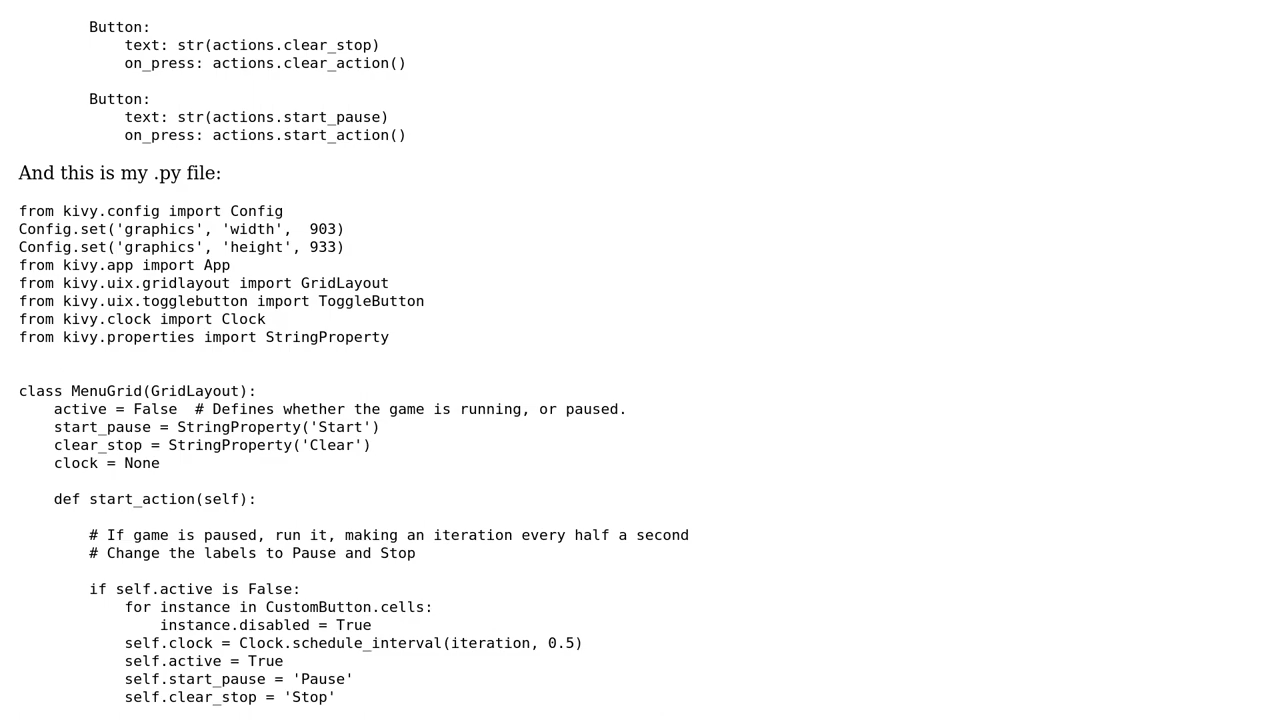 Button:
            text: str(actions.clear_stop)
            on_press: actions.clear_action()

        Button:
            text: str(actions.start_pause)
            on_press: actions.start_action()

And this is my .py file:

from kivy.config import Config
Config.set('graphics', 'width',  903)
Config.set('graphics', 'height', 933)
from kivy.app import App
from kivy.uix.gridlayout import GridLayout
from kivy.uix.togglebutton import ToggleButton
from kivy.clock import Clock
from kivy.properties import StringProperty


class MenuGrid(GridLayout):
    active = False  # Defines whether the game is running, or paused.
    start_pause = StringProperty('Start')
    clear_stop = StringProperty('Clear')
    clock = None

    def start_action(self):

        # If game is paused, run it, making an iteration every half a second
        # Change the labels to Pause and Stop

        if self.active is False:
            for instance in CustomButton.cells:
                instance.disabled = True
            self.clock = Clock.schedule_interval(iteration, 0.5)
            self.active = True
            self.start_pause = 'Pause'
            self.clear_stop = 'Stop'